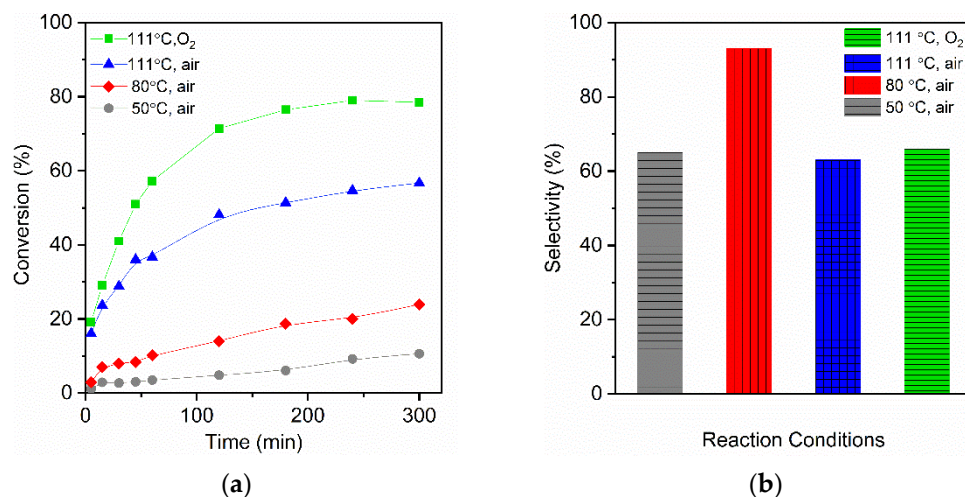 100
80
60
40
20
0
Conversion (%)
111°C,O₂
111°C, air
80°C, air
50°C, air
0 100 200 300
Time (min)
(a)
100
80
60
40
20
0
Selectivity (%)
111 °C, O₂
111 °C, air
80 °C, air
50 °C, air
Reaction Conditions
(b)